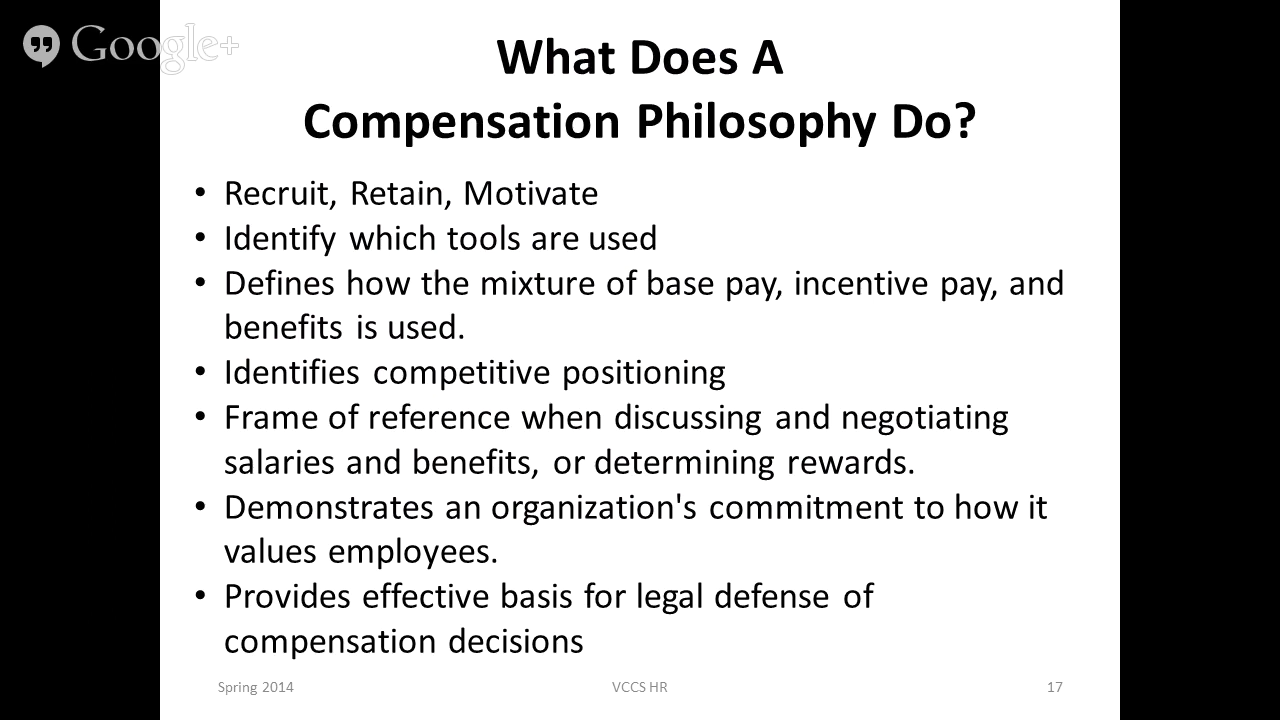 Google+
What Does A
Compensation Philosophy Do?
• Recruit, Retain, Motivate
• Identify which tools are used
• Defines how the mixture of base pay, incentive pay, and
benefits is used.
• Identifies competitive positioning
• Frame of reference when discussing and negotiating
salaries and benefits, or determining rewards.
• Demonstrates an organization's commitment to how it
values employees.
• Provides effective basis for legal defense of
compensation decisions
Spring 2014 VCCS HR 17